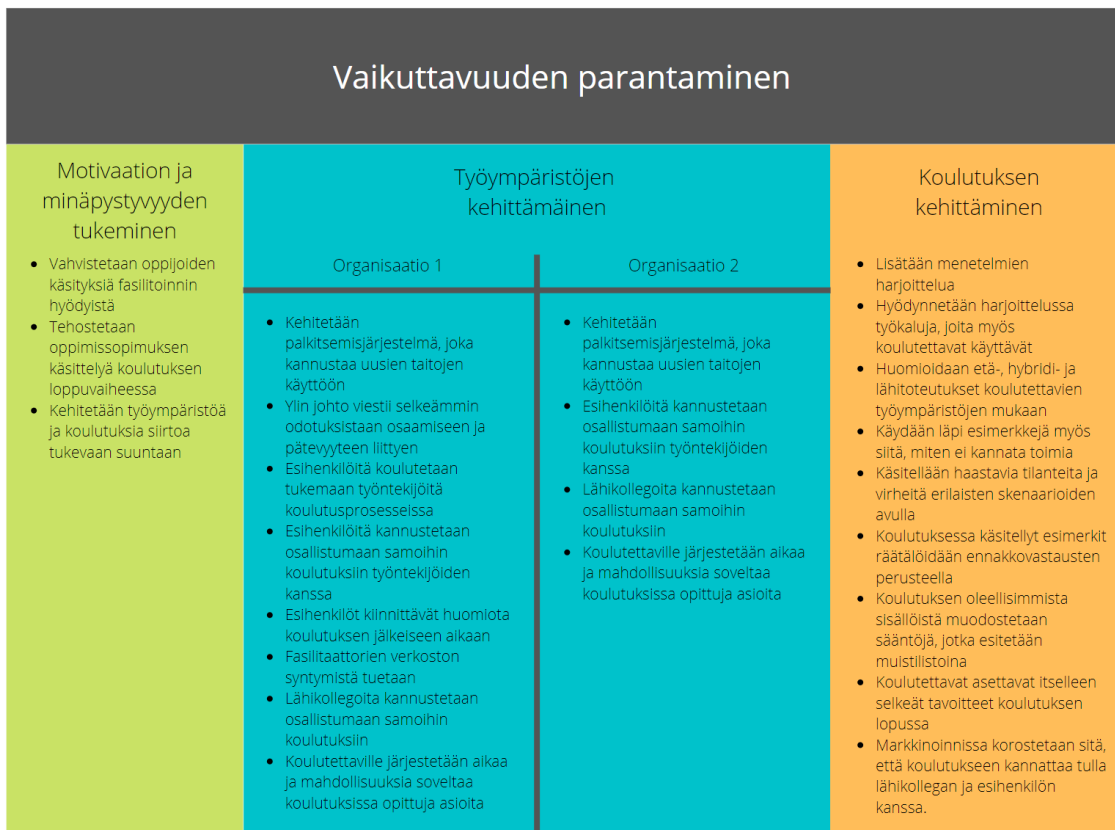 Vaikuttavuuden parantaminen
Motivaation ja
minäpystyvyyden
tukeminen
• Vahvistetaan oppijoiden
käsityksiä fasilitoinnin
hyödyistä
• Tehostetaan
oppimissopimuksen
käsittelyä koulutuksen
loppuvaiheessa
• Kehitetään työympäristöä
ja koulutuksia siirtoa
tukevaan suuntaan
Työympäristöjen
kehittämäinen
Organisaatio 1
• Kehitetään
palkitsemisjärjestelmä, joka
kannustaa uusien taitojen
käyttöön
• Ylin johto viestii selkeämmin
odotuksistaan osaamiseen ja
pätevyyteen liittyen
• Esihenkilöitä koulutetaan
tukemaan työntekijöitä
koulutusprosesseissa
• Esihenkilöitä kannustetaan
osallistumaan samoihin
koulutuksiin työntekijöiden
kanssa
• Esihenkilöt kiinnittävät huomiota
koulutuksen jälkeiseen aikaan
• Fasilitaattorien verkoston
syntymistä tuetaan
• Lähikollegoita kannustetaan
osallistumaan samoihin
koulutuksiin
• Koulutettaville järjestetään aikaa
ja mahdollisuuksia soveltaa
koulutuksissa opittuja asioita
Organisaatio 2
• Kehitetään
palkitsemisjärjestelmä, joka
kannustaa uusien taitojen
käyttöön
• Esihenkilöitä kannustetaan
osallistumaan samoihin
koulutuksiin työntekijöiden
kanssa
• Lähikollegoita kannustetaan
osallistumaan samoihin
koulutuksiin
• Koulutettaville järjestetään aikaa
ja mahdollisuuksia soveltaa
koulutuksissa opittuja asioita
Koulutuksen
kehittäminen
• Lisätään menetelmien
harjoittelua
• Hyödynnetään harjoittelussa
työkaluja, joita myös
koulutettavat käyttävät
• Huomioidaan etä-, hybridi- ja
lähitoteutukset koulutettavien
työympäristöjen mukaan
• Käydään läpi esimerkkejä myös
siitä, miten ei kannata toimia
• Käsitellään haastavia tilanteita ja
virheitä erilaisten skenaarioiden
avulla
• Koulutuksessa käsitellyt esimerkit
räätälöidään ennakkovastausten
perusteella
• Koulutuksen oleellisimmista
sisällöistä muodostetaan
sääntöjä, jotka esitetään
muistilistoina
• Koulutettavat asettavat itselleen
selkeät tavoitteet koulutuksen
lopussa
• Markkinoinnissa korostetaan sitä,
että koulutukseen kannattaa tulla
lähikollegan ja esihenkilön
kanssa.